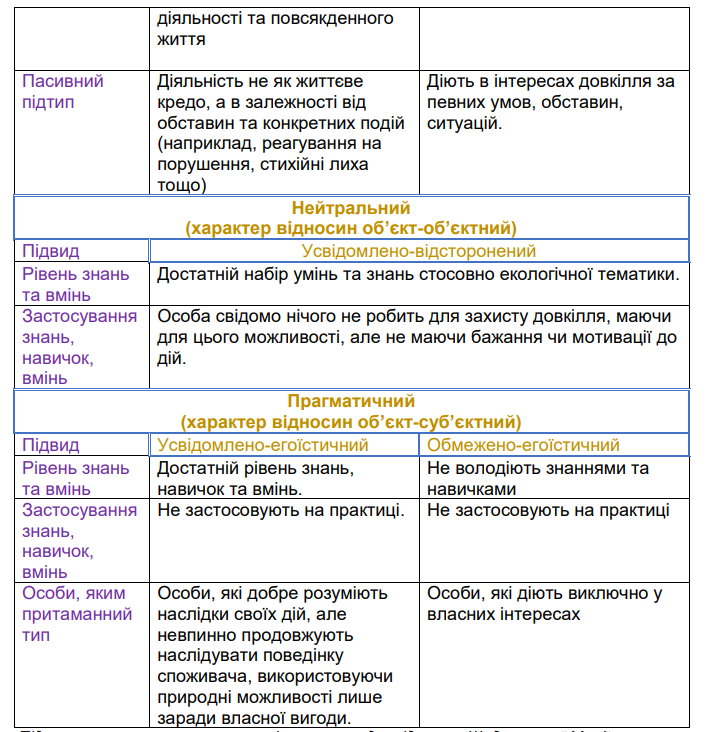 діяльності та повсякденного
життя
Пасивний
підтип
Діяльність не як життєве
кредо, а в залежності від
обставин та конкретних подій
(наприклад, реагування на
порушення, стихійні лиха
тощо)
Діють в інтересах довкілля за
певних умов, обставин,
ситуацій.
Нейтральний
(характер відносин об’єкт-об’єктний)
Підвид
Усвідомлено-відсторонений
Рівень знань
та вмінь
Достатній набір умінь та знань стосовно екологічної тематики.
Застосування
знань,
навичок,
вмінь
Особа свідомо нічого не робить для захисту довкілля, маючи
для цього можливості, але не маючи бажання чи мотивації до
дій.
Прагматичний
(характер відносин об’єкт-суб’єктний)
Підвид
Усвідомлено-егоїстичний
Обмежено-егоїстичний
Рівень знань
та вмінь
Достатній рівень знань,
навичок та вмінь.
Не володіють знаннями та
навичками
Застосування
знань,
навичок,
вмінь
Не застосовують на практиці.
Не застосовують на практиці
Особи, яким
притаманний
тип
Особи, які добре розуміють
наслідки своїх дій, але
невпинно продовжують
наслідувати поведінку
споживача, використовуючи
природні можливості лише
заради власної вигоди.
Особи, які діють виключно у
власних інтересах